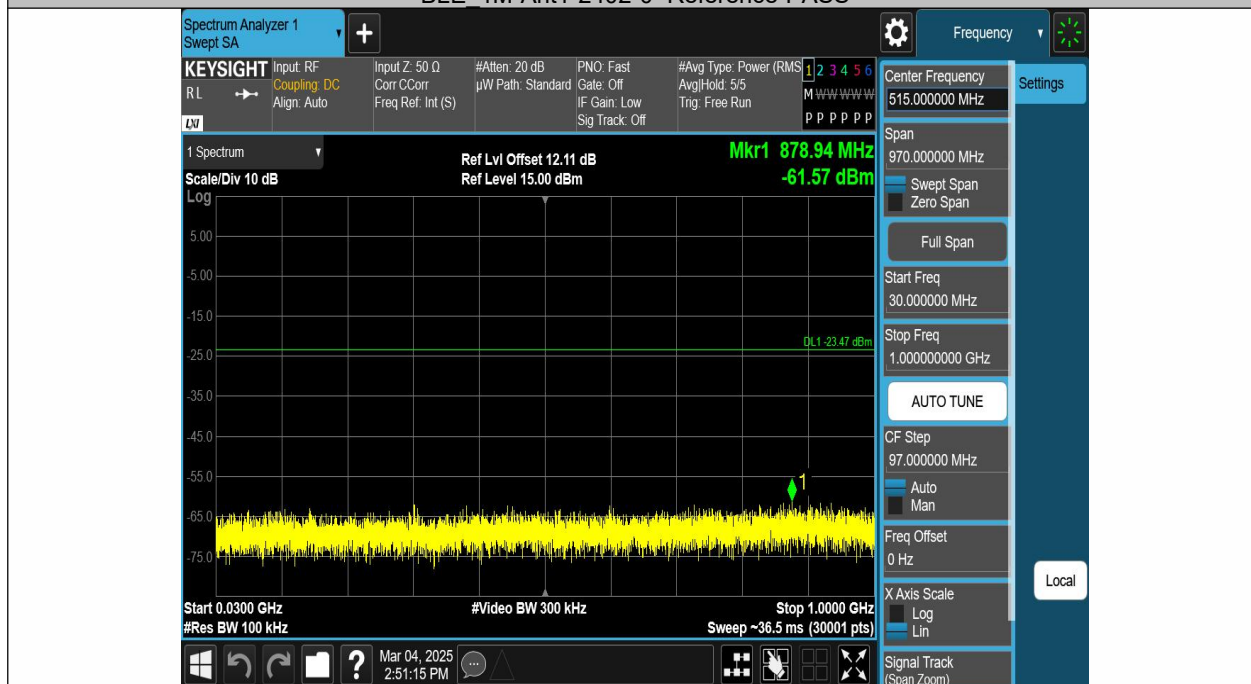 Spectrum Analyzer 1
Swept SA
+
Frequency
KEYSIGHT
RL
LXI
Input: RF
Coupling: DC
Align: Auto
Input Z: 50 Ω
Corr CCorr
Freq Ref: Int (S)
#Atten: 20 dB
µW Path: Standard
PNO: Fast
Gate: Off
IF Gain: Low
Sig Track: Off
#Avg Type: Power (RMS
Avg|Hold: 5/5
Trig: Free Run
1 2 3 4 5 6
M W W W W W
P P P P P P
1 Spectrum
Scale/Div 10 dB
Log
Ref Lvl Offset 12.11 dB
Ref Level 15.00 dBm
Mkr1 878.94 MHz
-61.57 dBm
5.00
-5.00
-15.0
DL1 -23.47 dBm
-25.0
-35.0
-45.0
-55.0
1
-65.0
-75.0
Start 0.0300 GHz
#Video BW 300 kHz
Stop 1.0000 GHz
#Res BW 100 kHz
Sweep ~36.5 ms (30001 pts)
?
Mar 04, 2025
2:51:15 PM
Center Frequency
515.000000 MHz
Settings
Span
970.000000 MHz
Swept Span
Zero Span
Full Span
Start Freq
30.000000 MHz
Stop Freq
1.000000000 GHz
AUTO TUNE
CF Step
97.000000 MHz
Auto
Man
Freq Offset
0 Hz
X Axis Scale
Log
Lin
Local
Signal Track
(Span Zoom)